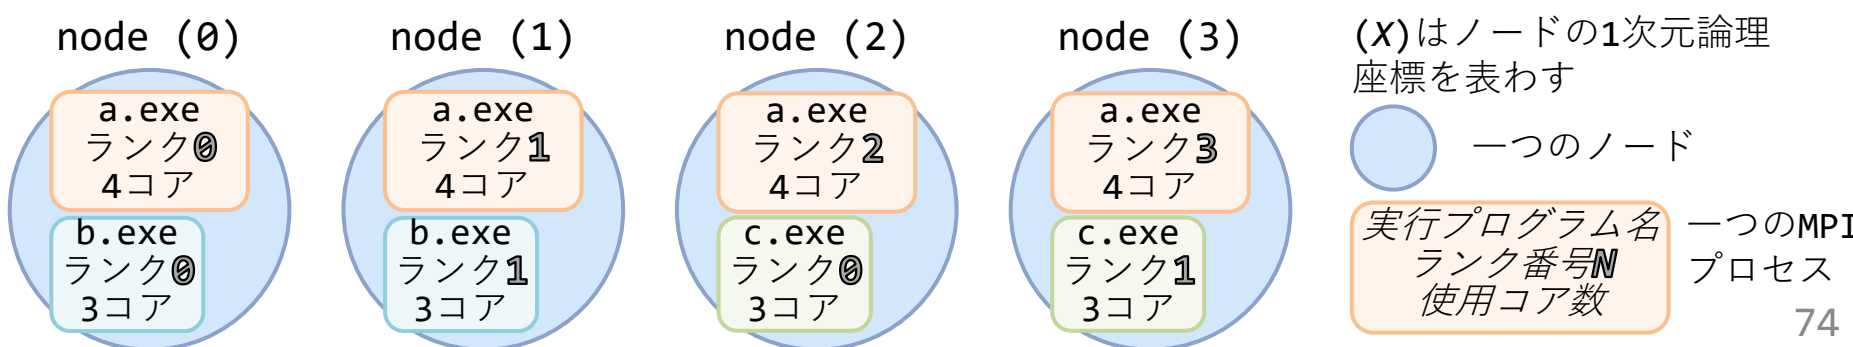 node (0)
a.exe
ランク0
4コア
b.exe
ランク0
3コア
node (1)
a.exe
ランク1
4コア
b.exe
ランク1
3コア
node (2)
a.exe
ランク2
4コア
c.exe
ランク0
3コア
node (3)
a.exe
ランク3
4コア
c.exe
ランク1
3コア
(X)はノードの1次元論理
座標を表わす
一つのノード
実行プログラム名
ランク番号N
使用コア数
一つのMPI
プロセス
74